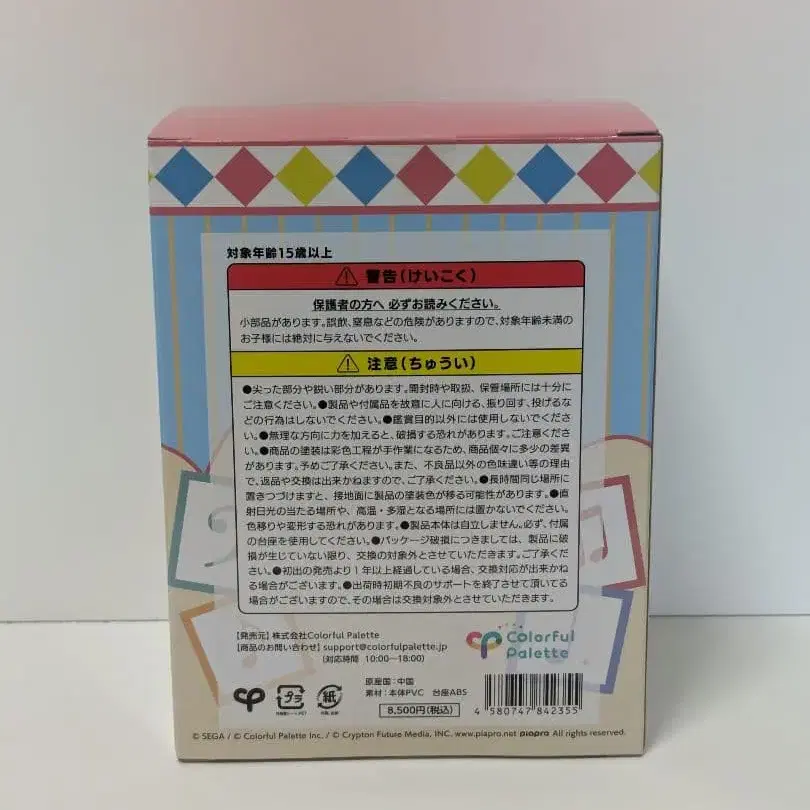 対象年齢15歳以上
警告(けいこく)
保護者の方へ 必ずお読みください。
小部品があります。誤飲、窒息などの危険がありますので、対象年齢未満の
お子様には絶対に与えないでください。
注意(ちゅうい)
●尖った部分や鋭い部分があります。開封時や取扱、保管場所には十分に
ご注意ください。●製品や付属品を故意に人に向ける、振り回す、投げるな
どの行為はしないでください。●鑑賞目的以外には使用しないでくださ
い。●無理な方向に力を加えると、破損する恐れがあります。ご注意くださ
い。●商品の塗装は彩色工程が手作業になるため、商品個々に多少の差異
があります。予めご了承ください。また、不良品以外の色味違い等の理由
で、返品や交換は出来かねますので、ご了承ください。●長時間同じ場所に
置きつづけますと、接地面に製品の塗装色が移る可能性があります。●直
射日光の当たる場所や、高温・多湿となる場所には置かないでください。
色移りや変形する恐れがあります。●製品本体は自立しません。必ず、付属
の台座を使用してください。●パッケージ破損につきましては、製品に破
損が生じていない限り、交換の対象外とさせていただきます。ご了承くださ
い。●初出の発売より1年以上経過している場合、交換対応が出来かね
る場合がございます。●出荷時初期不良のサポートを終了させて頂いてる
場合がございますので、その場合は交換対象外とさせていただきます。
【発売元】株式会社Colorful Palette
【商品のお問い合わせ】support@colorfulpalette.jp
(対応時間 10:00〜18:00)
Colorful
Palette
プラ
紙
原産国:中国
素材:本体PVC 台座ABS
8,500円(税込)
4 580747 842355
© SEGA / © Colorful Palette Inc. / © Crypton Future Media, INC. www.piapro.net piapro All rights reserved.